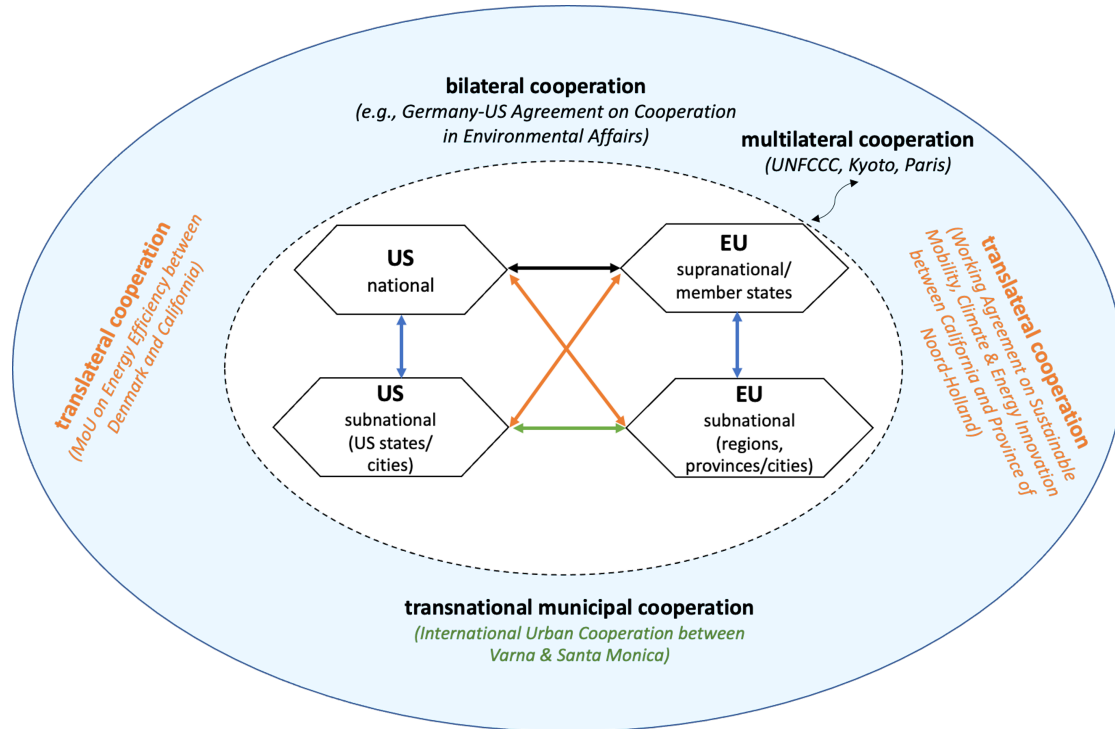 bilateral cooperation
(e.g., Germany-US Agreement on Cooperation
in Environmental Affairs)
multilateral cooperation
(UNFCCC, Kyoto, Paris)
translateral cooperation
(MoU on Energy Efficiency between
Denmark and California)
US
national
EU
supranational/
member states
US
subnational
(US states/
cities)
EU
subnational (regions,
provinces/cities)
translateral cooperation
(Working Agreement on Sustainable
Mobility, Climate & Energy Innovation
between California and Province of
Noord-Holland)
transnational municipal cooperation
(International Urban Cooperation between
Varna & Santa Monica)